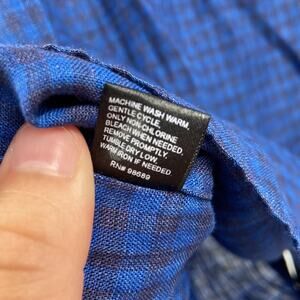 MACHINE WASH WARM,
GENTLE CYCLE,
ONLY NON-CHLORINE
BLEACH WHEN NEEDED.
REMOVE PROMPTLY.
TUMBLE DRY LOW.
WARM IRON IF NEEDED
RN# 98689